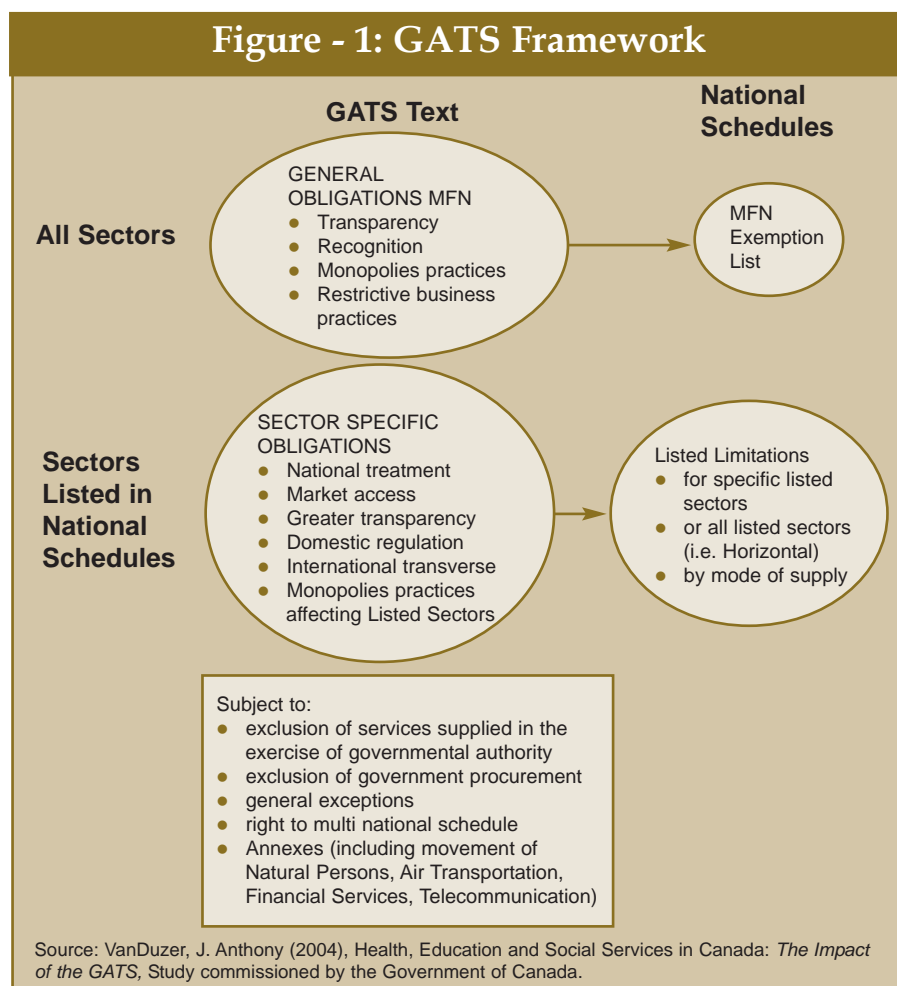 Figure - 1: GATS Framework
GATS Text
National
Schedules
All Sectors
GENERAL
OBLIGATIONS MFN
● Transparency
● Recognition
● Monopolies practices
● Restrictive business
practices
MFN
Exemption
List
Sectors
Listed in
National
Schedules
SECTOR SPECIFIC
OBLIGATIONS
● National treatment
● Market access
● Greater transparency
● Domestic regulation
● International transverse
● Monopolies practices
affecting Listed Sectors
Listed Limitations
● for specific listed
sectors
● or all listed sectors
(i.e. Horizontal)
● by mode of supply
Subject to:
● exclusion of services supplied in the
exercise of governmental authority
● exclusion of government procurement
● general exceptions
● right to multi national schedule
● Annexes (including movement of
Natural Persons, Air Transportation,
Financial Services, Telecommunication)
Source: VanDuzer, J. Anthony (2004), Health, Education and Social Services in Canada: The Impact
of the GATS, Study commissioned by the Government of Canada.